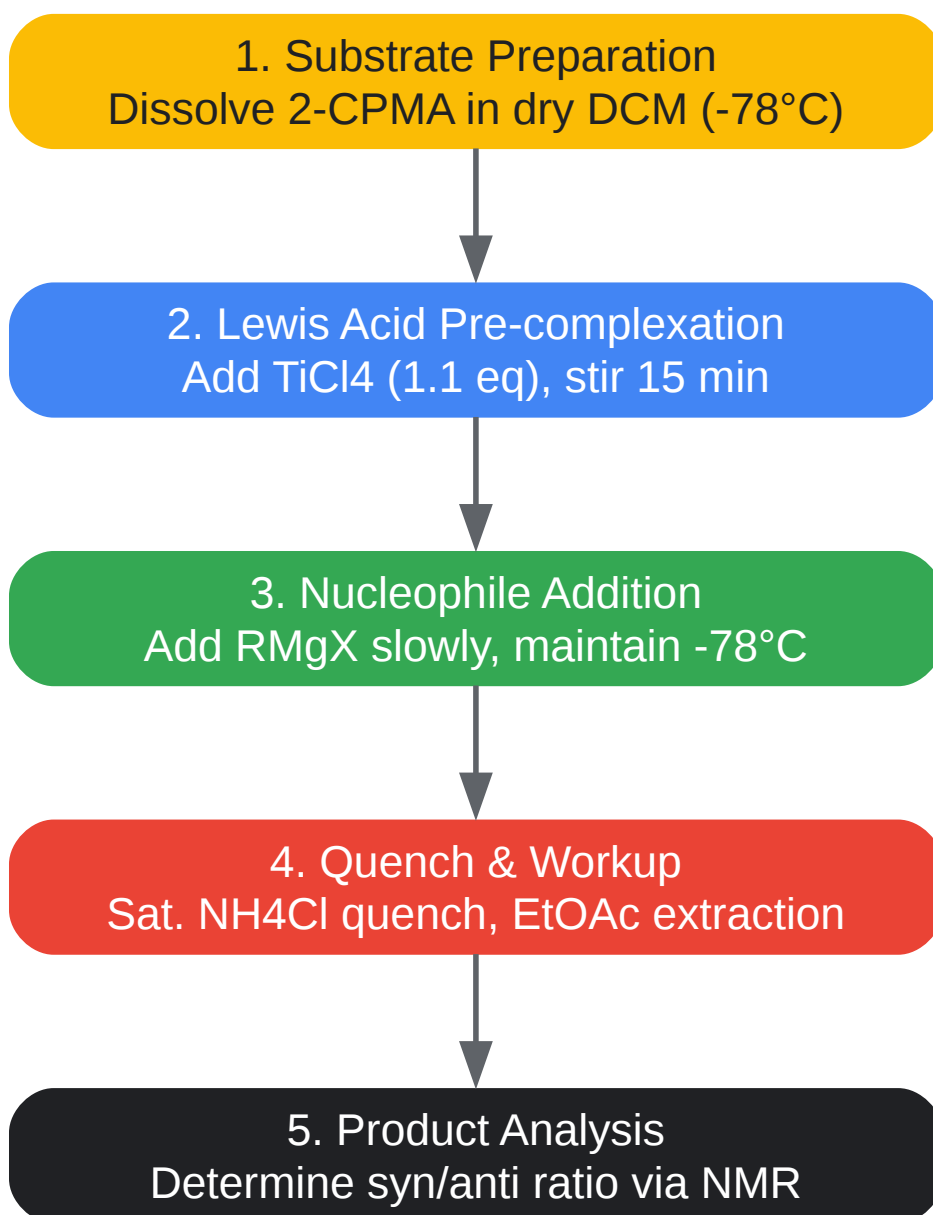 1. Substrate Preparation
Dissolve 2-CPMA in dry DCM (-78°C)
2. Lewis Acid Pre-complexation
Add TiCl4 (1.1 eq), stir 15 min
3. Nucleophile Addition
Add RMgX slowly, maintain -78°C
4. Quench & Workup
Sat. NH4Cl quench, EtOAc extraction
5. Product Analysis
Determine syn/anti ratio via NMR